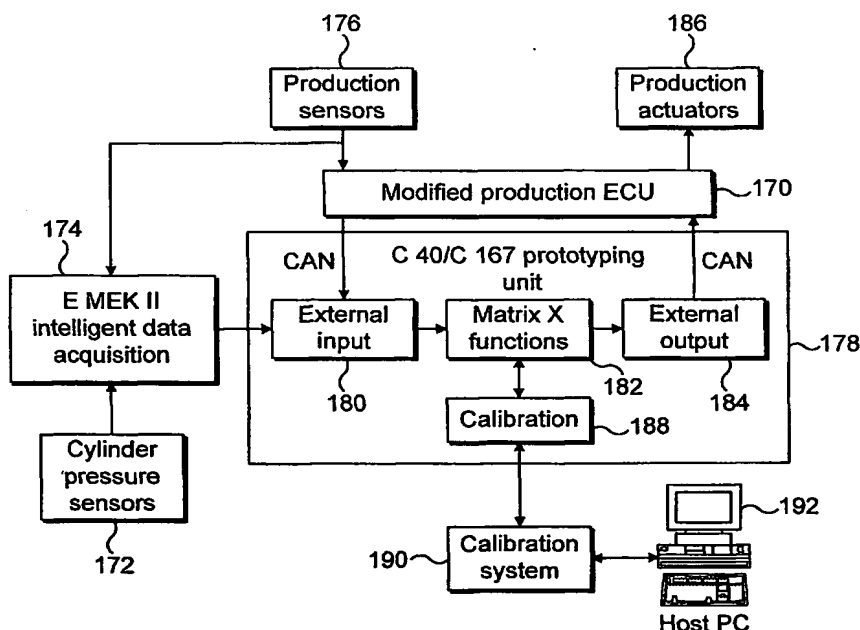 176
186
Production
sensors
Production
actuators
Modified production ECU
170
174
CAN
C 40/C 167 prototyping
unit
CAN
E MEK II
intelligent data
acquisition
External
input
Matrix X
functions
External
output
178
180
182
184
Calibration
188
Cylinder
pressure
sensors
172
190
Calibration
system
192
Host PC